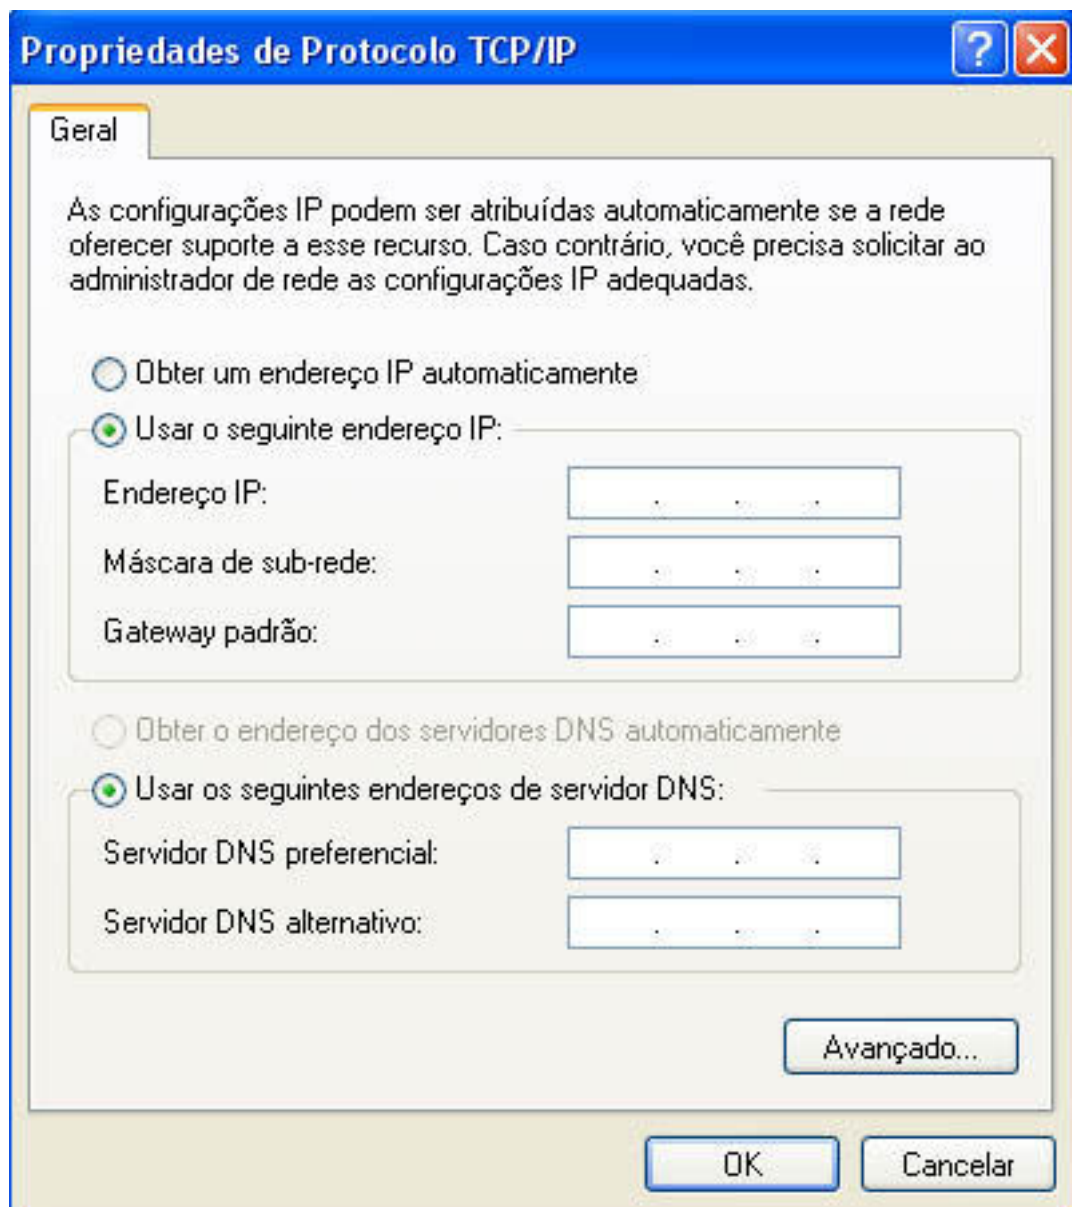 Propriedades de Protocolo TCP/IP
Geral
As configurações IP podem ser atribuídas automaticamente se a rede
oferecer suporte a esse recurso. Caso contrário, você precisa solicitar ao
administrador de rede as configurações IP adequadas.
Obter um endereço IP automaticamente
Usar o seguinte endereço IP:
Endereço IP: . . .
Máscara de sub-rede: . . .
Gateway padrão: . . .
Obter o endereço dos servidores DNS automaticamente
Usar os seguintes endereços de servidor DNS:
Servidor DNS preferencial: . . .
Servidor DNS alternativo: . . .
Avançado...
OK Cancelar